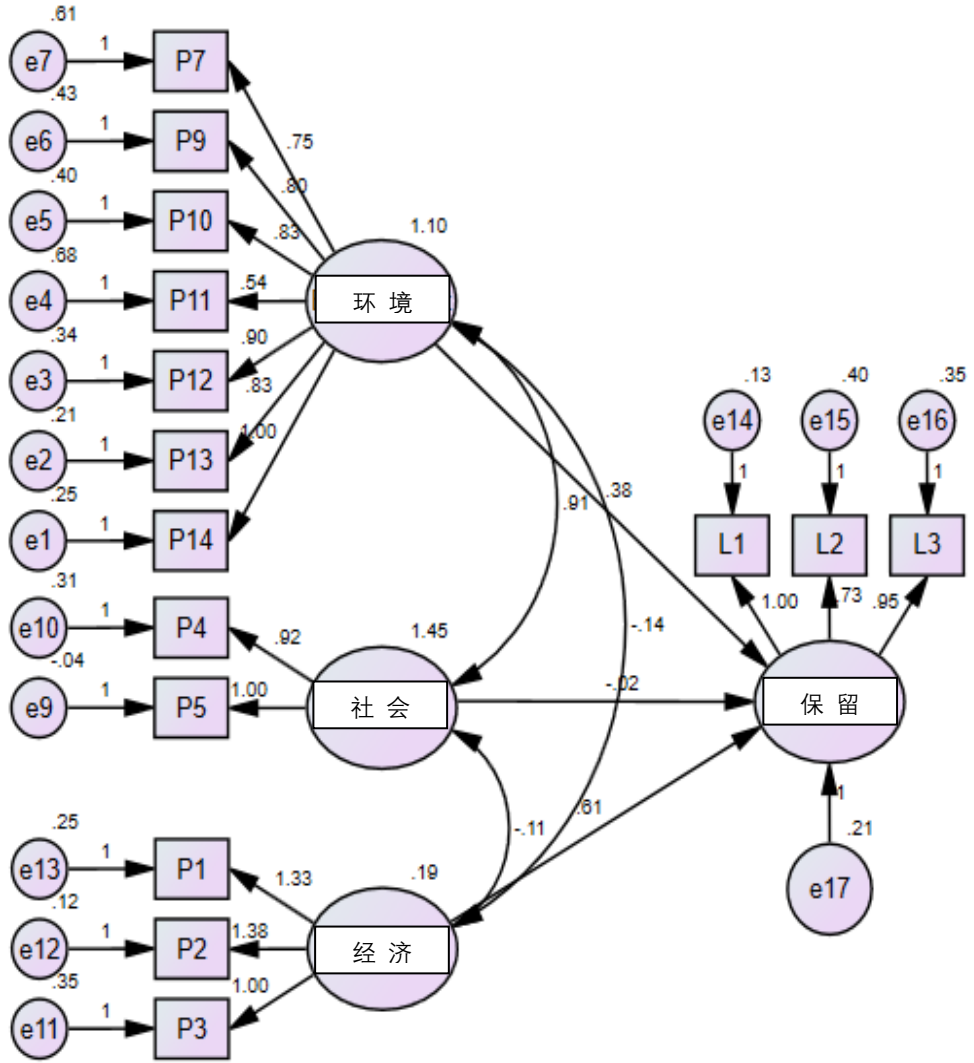 .61
e7 1 P7
.43
e6 1 P9
.75
.80
.40
e5 1 P10
.83
1.10
.68
e4 1 P11
.54
环 境
.34
e3 1 P12
.90
.83
.21
e2 1 P13
1.00
.25
e1 1 P14
.13 .40 .35
e14 e15 e16
1 1 1
L1 L2 L3
1.00 .73 .95
.91 .38
.31
e10 1 P4
.92
1.45
-.14
-.04
e9 1 P5
1.00
社 会
-.02
保 留
1
.21
e17
.61
-.11
.25
e13 1 P1
1.33
.19
.12
e12 1 P2
1.38
经 济
.35
e11 1 P3
1.00